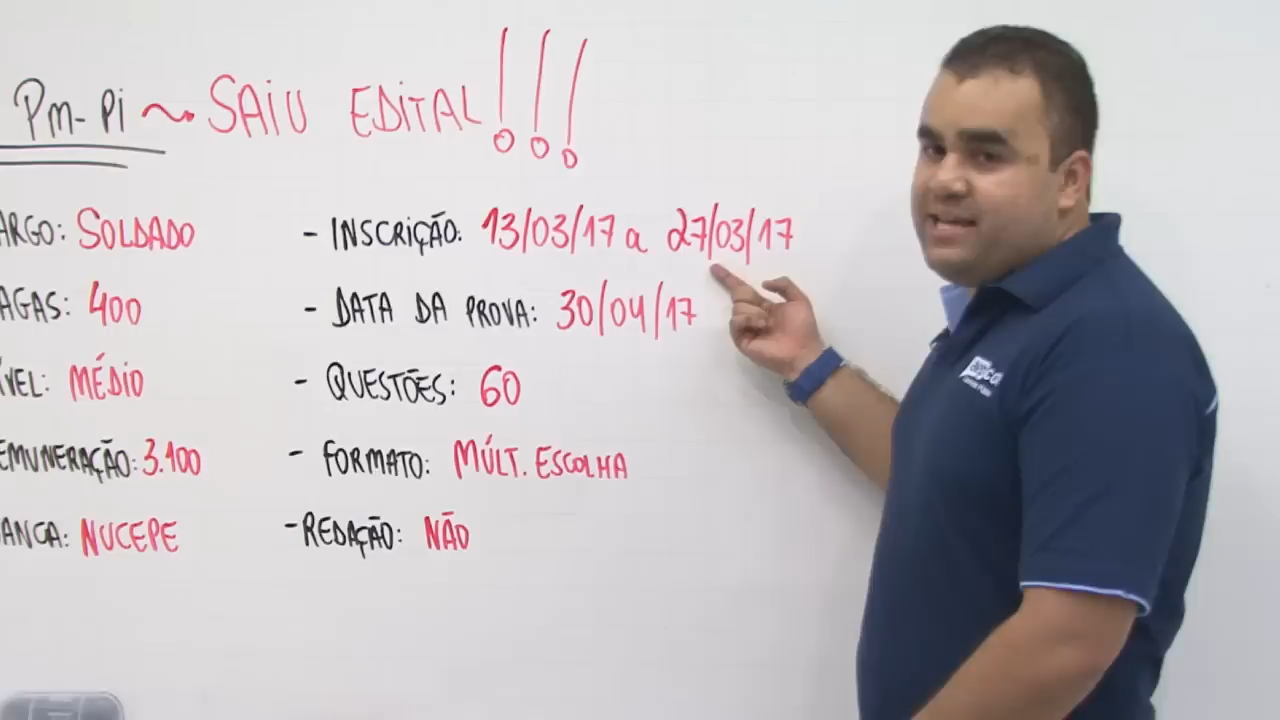 Pm-Pi ~ SAIU EDITAL!!!
ARGO: SOLDADO
AGAS: 400
ÍVEL: MÉDIO
EMUNERAÇÃO: 3.100
ANCA: NUCEPE
- INSCRIÇÃO: 13/03/17 a 27/03/17
- DATA DA PROVA: 30/04/17
- QUESTÕES: 60
- FORMATO: MÚLT. ESCOLHA
- REDAÇÃO: NÃO